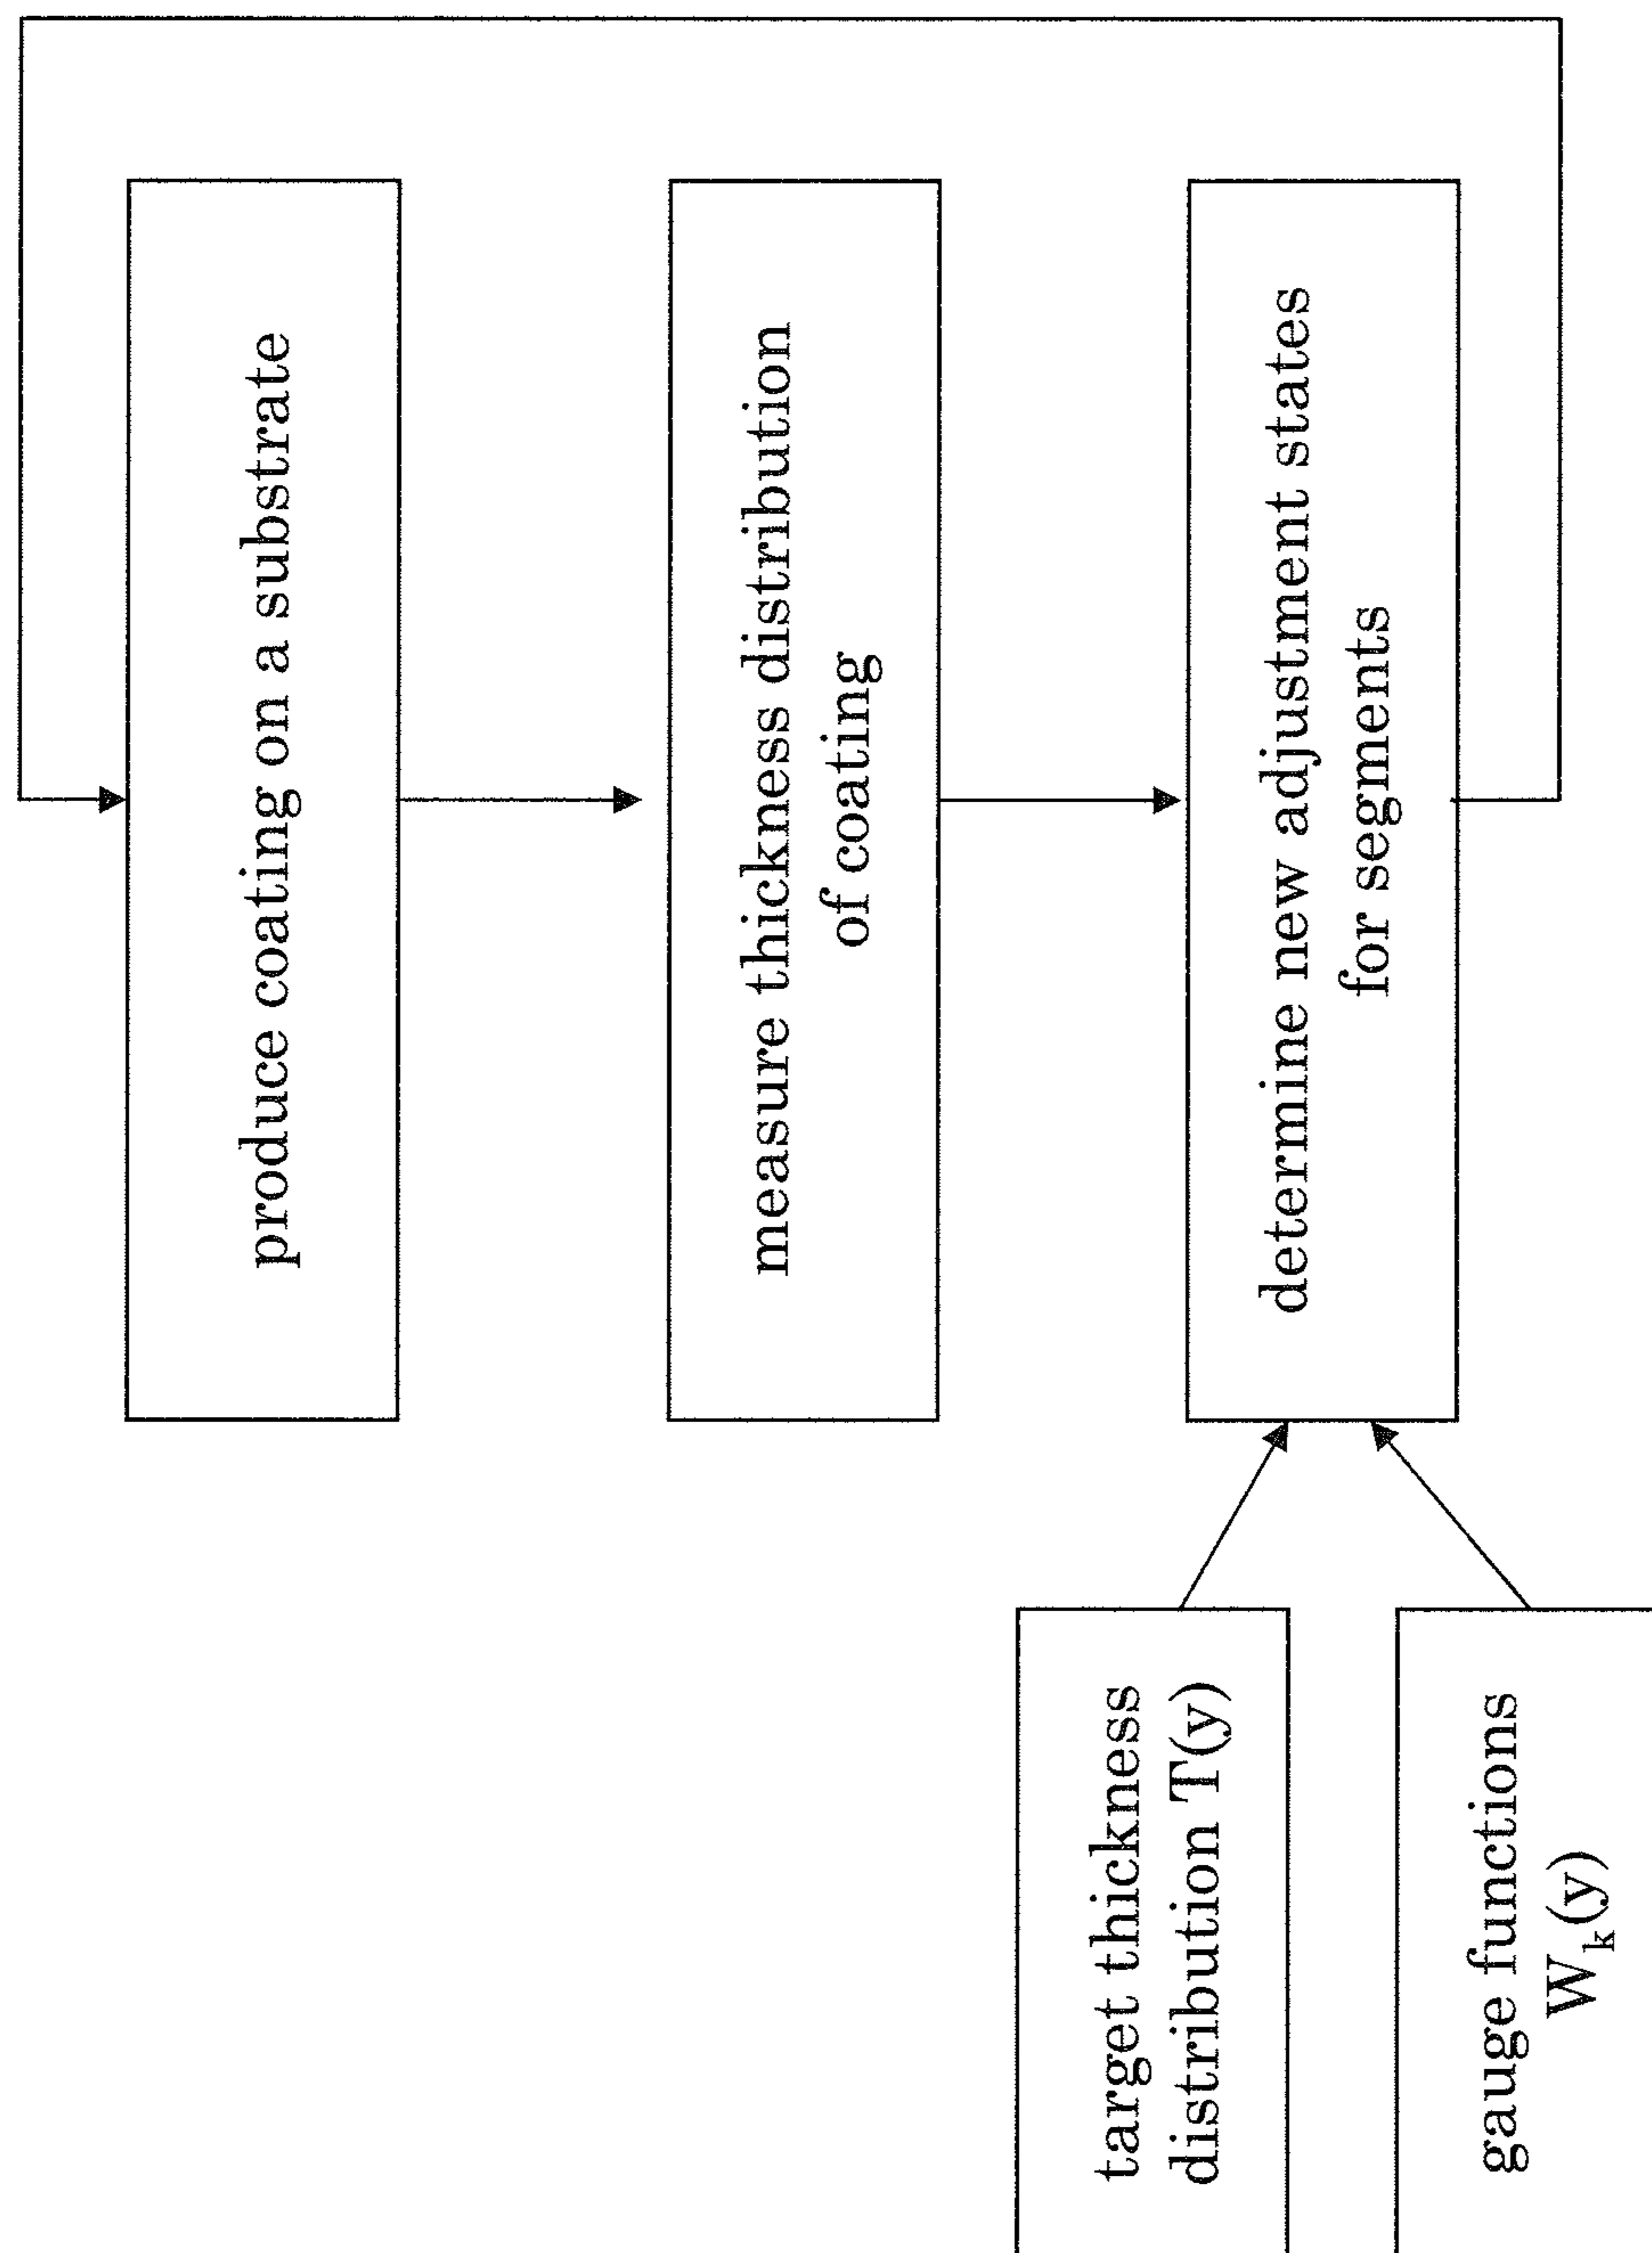 produce coating on a substrate
measure thickness distribution
of coating
determine new adjustment states
for segments
target thickness
distribution T(y)
gauge functions
Wₖ(y)